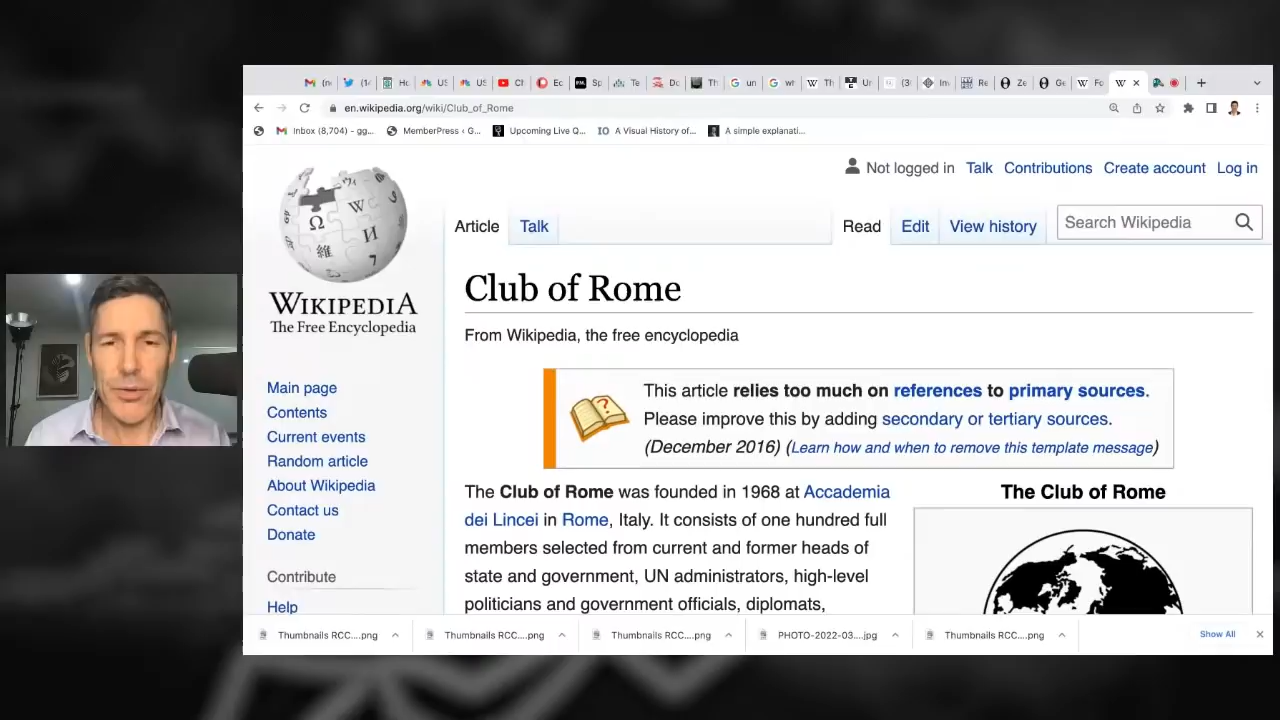 en.wikipedia.org/wiki/Club_of_Rome
Inbox (8,704) - gg... MemberPress ‹ G... Upcoming Live Q... IO A Visual History of... A simple explanati...
Not logged in Talk Contributions Create account Log in
Article Talk Read Edit View history Search Wikipedia
WIKIPEDIA
The Free Encyclopedia
Main page
Contents
Current events
Random article
About Wikipedia
Contact us
Donate
Contribute
Help
Club of Rome
From Wikipedia, the free encyclopedia
This article relies too much on references to primary sources.
Please improve this by adding secondary or tertiary sources.
(December 2016) (Learn how and when to remove this template message)
The Club of Rome was founded in 1968 at Accademia
dei Lincei in Rome, Italy. It consists of one hundred full
members selected from current and former heads of
state and government, UN administrators, high-level
politicians and government officials, diplomats,
The Club of Rome
Thumbnails RCC....png Thumbnails RCC....png Thumbnails RCC....png PHOTO-2022-03....jpg Thumbnails RCC....png Show All